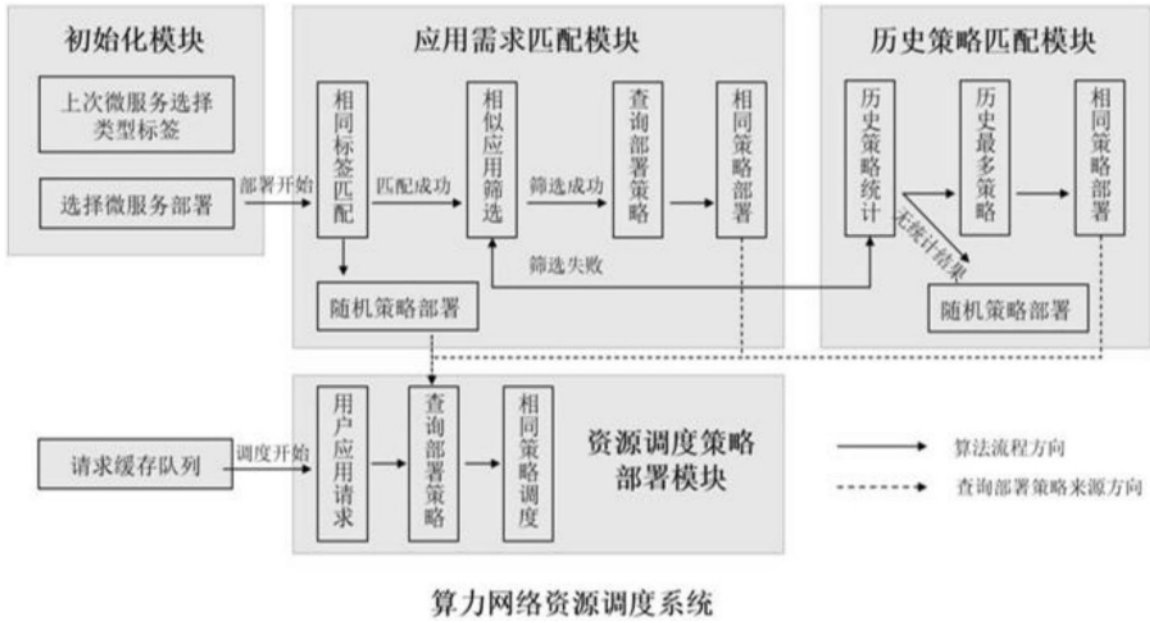 初始化模块
上次微服务选择
类型标签
选择微服务部署
部署开始
应用需求匹配模块
相同标签匹配
匹配成功
相似应用筛选
筛选成功
查询部署策略
相同策略部署
筛选失败
随机策略部署
历史策略匹配模块
历史策略统计
历史最多策略
相同策略部署
无统计结果
随机策略部署
请求缓存队列
调度开始
用户应用请求
查询部署策略
相同策略调度
资源调度策略
部署模块
算法流程方向
查询部署策略来源方向
算力网络资源调度系统